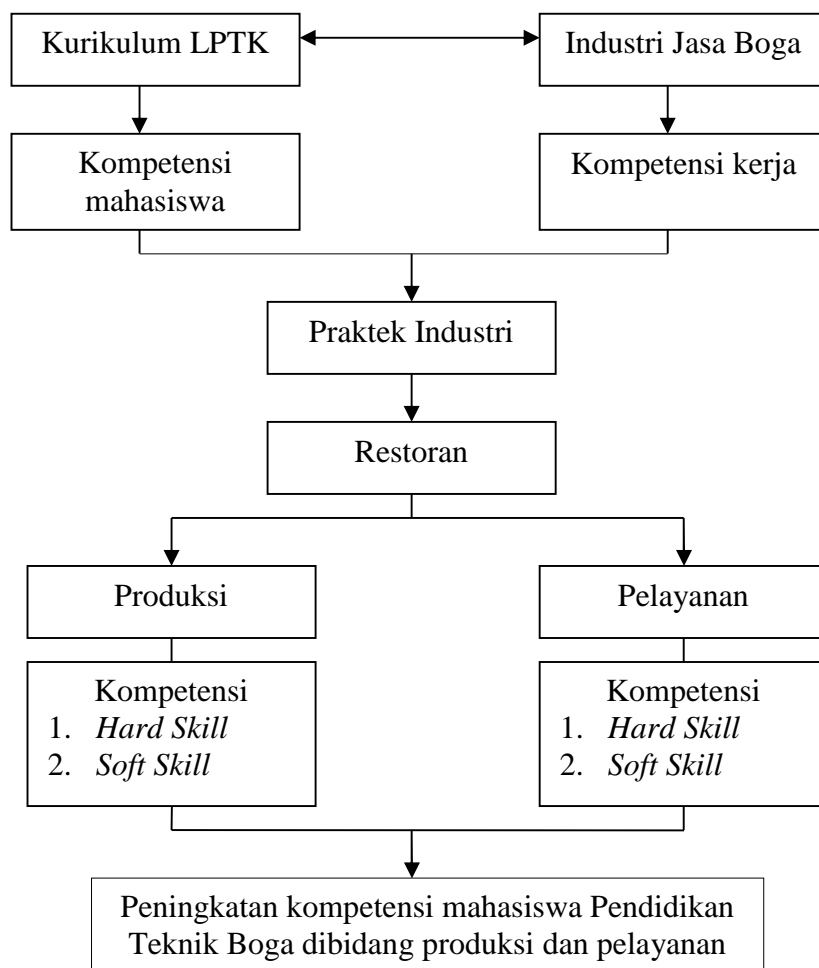 Kurikulum LPTK
Industri Jasa Boga
Kompetensi
mahasiswa
Kompetensi kerja
Praktek Industri
Restoran
Produksi
Pelayanan
Kompetensi
1. Hard Skill
2. Soft Skill
Kompetensi
1. Hard Skill
2. Soft Skill
Peningkatan kompetensi mahasiswa Pendidikan
Teknik Boga dibidang produksi dan pelayanan